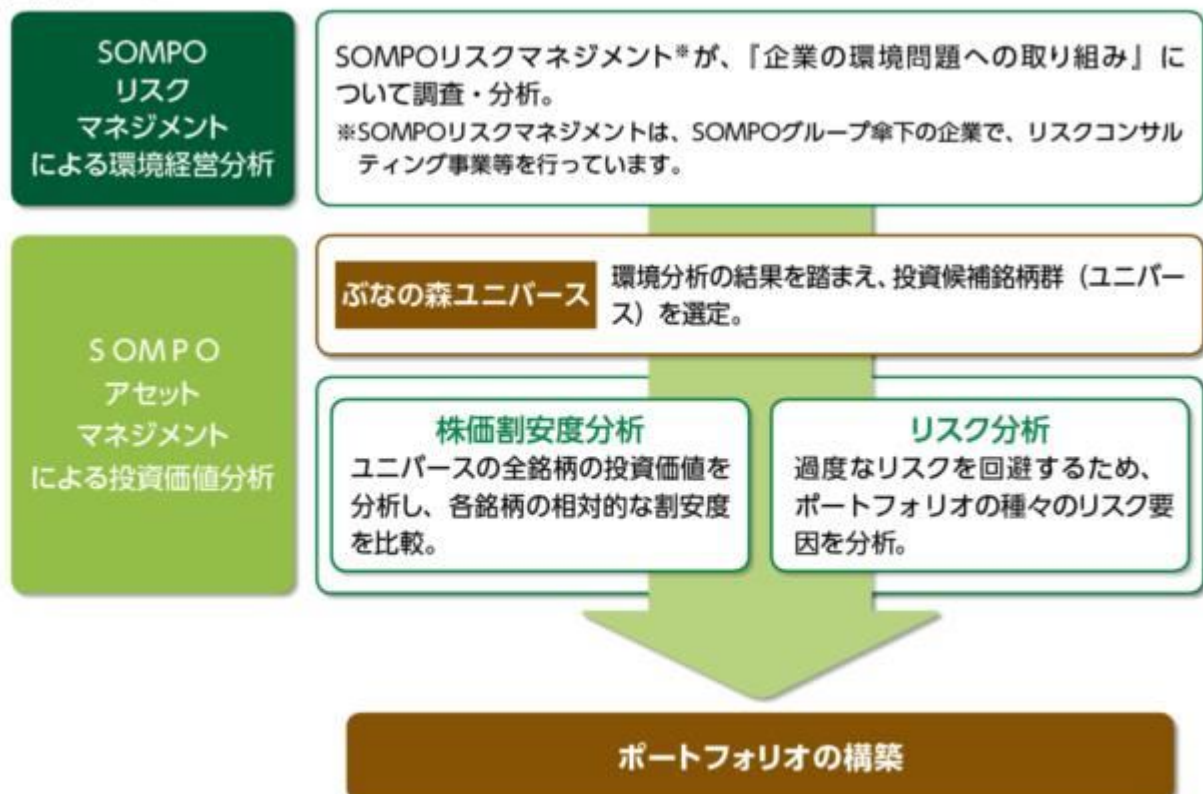 SOMPO
リスク
マネジメント
による環境経営分析
SOMPOリスクマネジメント※が、『企業の環境問題への取り組み』に
ついて調査・分析。
※SOMPOリスクマネジメントは、SOMPOグループ傘下の企業で、リスクコンサル
ティング事業等を行っています。
SOMPO
アセット
マネジメント
による投資価値分析
ぶなの森ユニバース
環境分析の結果を踏まえ、投資候補銘柄群（ユニバー
ス）を選定。
株価割安度分析
ユニバースの全銘柄の投資価値を
分析し、各銘柄の相対的な割安度
を比較。
リスク分析
過度なリスクを回避するため、
ポートフォリオの種々のリスク要
因を分析。
ポートフォリオの構築